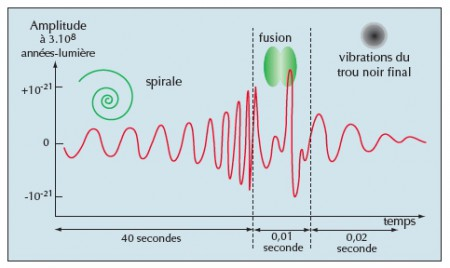 Amplitude
à 3.10⁸
années-lumière
+10⁻²¹
0
-10⁻²¹
spirale
fusion
vibrations du
trou noir final
temps
40 secondes
0,01
seconde
0,02
seconde